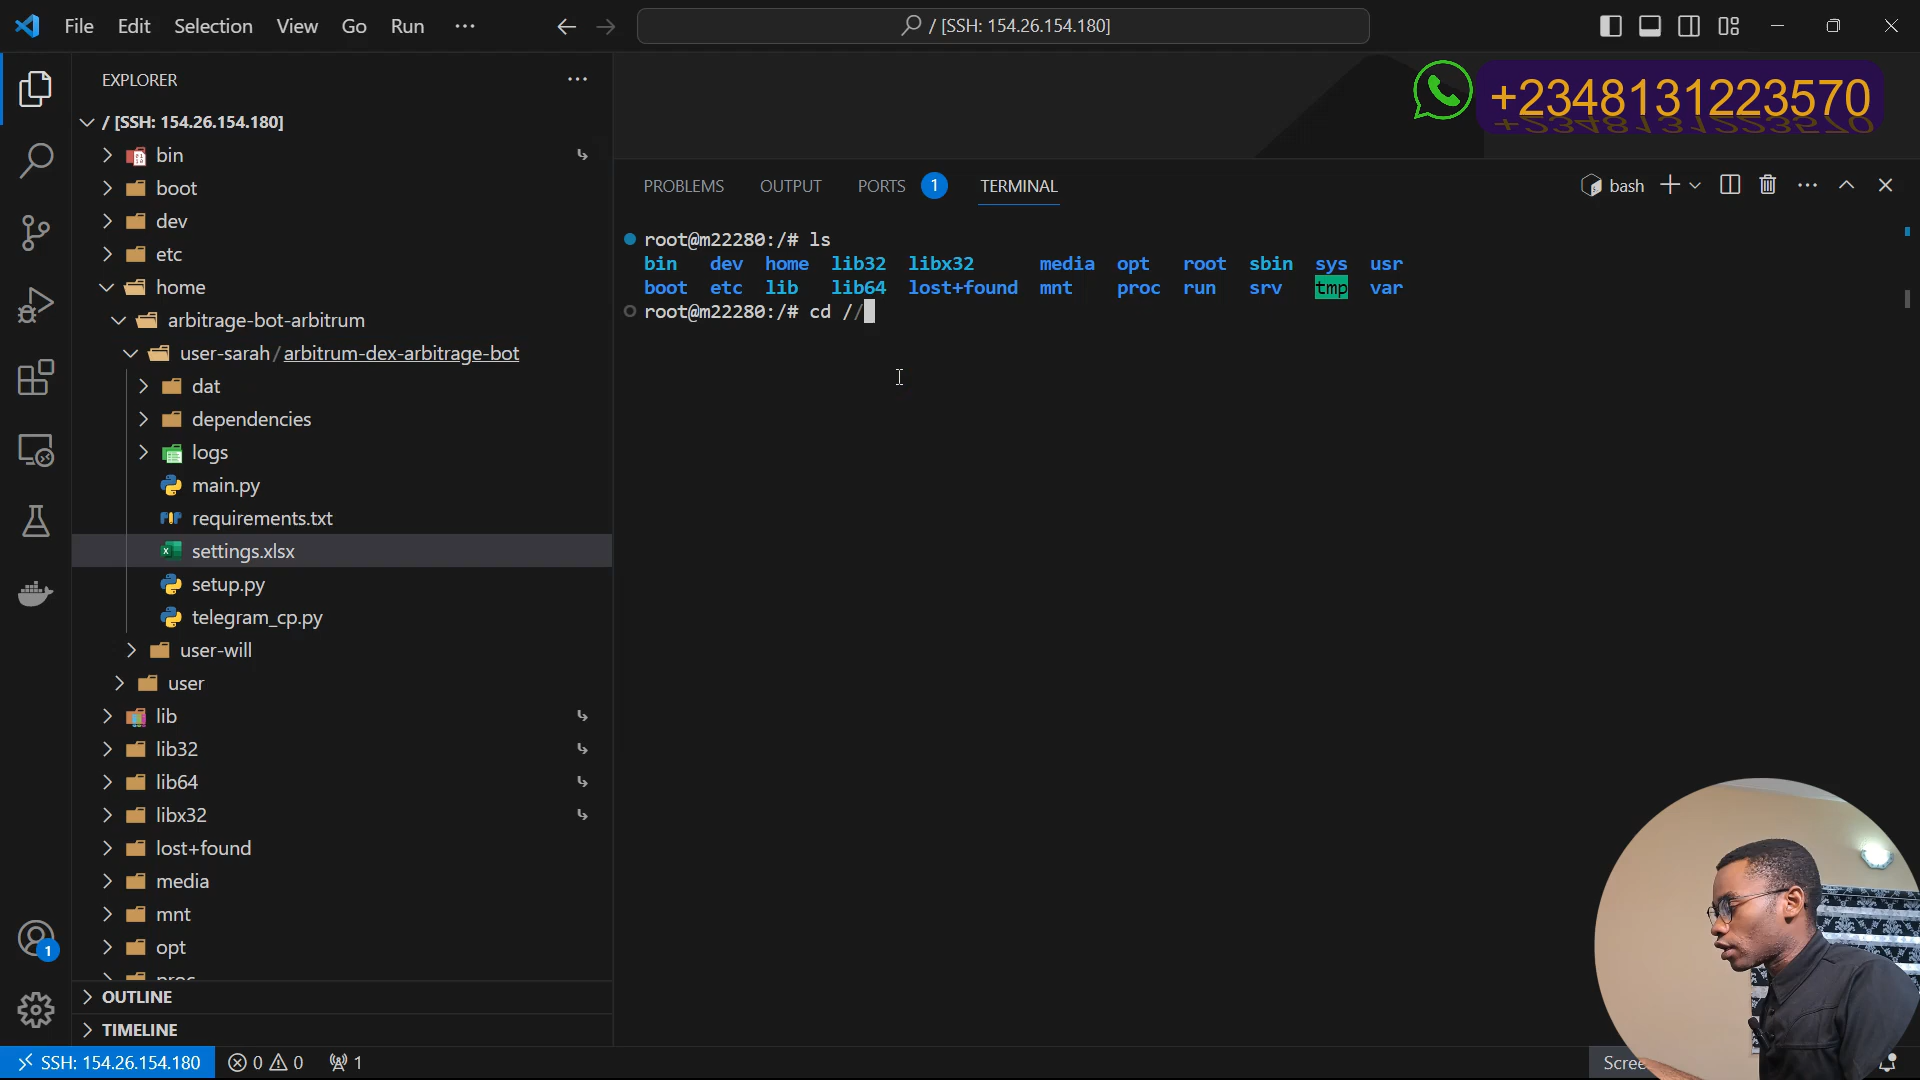 File Edit Selection View Go Run ···
/ [SSH: 154.26.154.180]
+2348131223570
EXPLORER
/ [SSH: 154.26.154.180]
bin
boot
dev
etc
home
arbitrage-bot-arbitrum
user-sarah / arbitrum-dex-arbitrage-bot
dat
dependencies
logs
main.py
requirements.txt
settings.xlsx
setup.py
telegram_cp.py
user-will
user
lib
lib32
lib64
libx32
lost+found
media
mnt
opt
proc
OUTLINE
TIMELINE
PROBLEMS OUTPUT PORTS 1 TERMINAL
bash
root@m22280:/# ls
bin dev home lib32 libx32 media opt root sbin sys usr
boot etc lib lib64 lost+found mnt proc run srv tmp var
root@m22280:/# cd //
1
SSH: 154.26.154.180 0 0 1